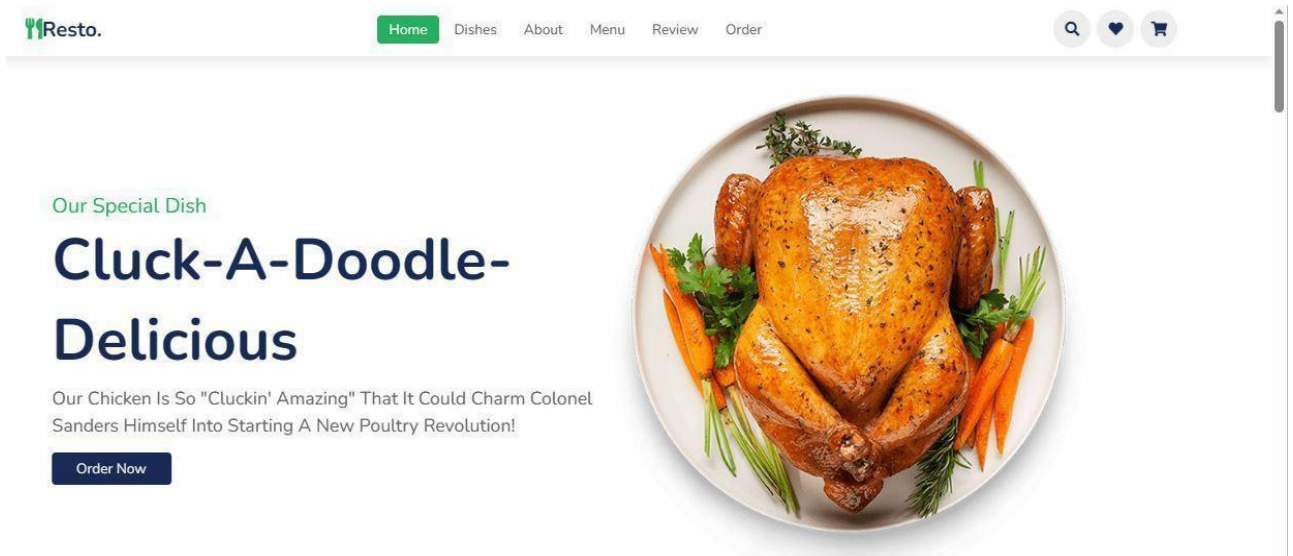 Resto.
Home Dishes About Menu Review Order
Our Special Dish
Cluck-A-Doodle-
Delicious
Our Chicken Is So "Cluckin' Amazing" That It Could Charm Colonel
Sanders Himself Into Starting A New Poultry Revolution!
Order Now